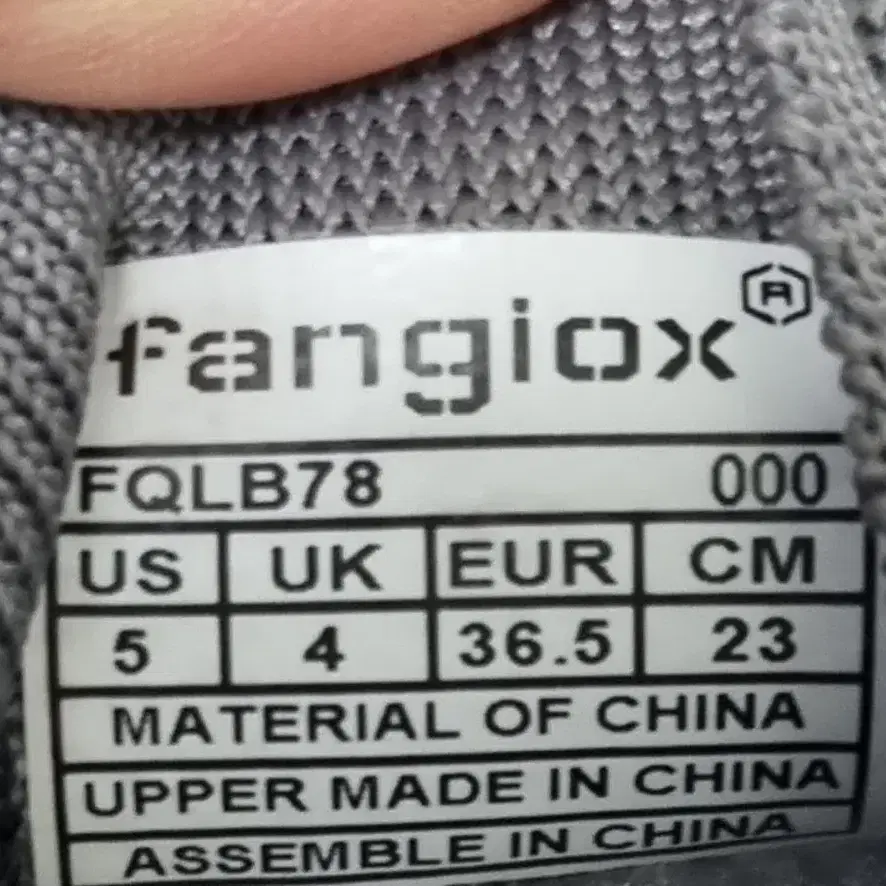 fangiox®
FQLB78 000
US UK EUR CM
5 4 36.5 23
MATERIAL OF CHINA
UPPER MADE IN CHINA
ASSEMBLE IN CHINA